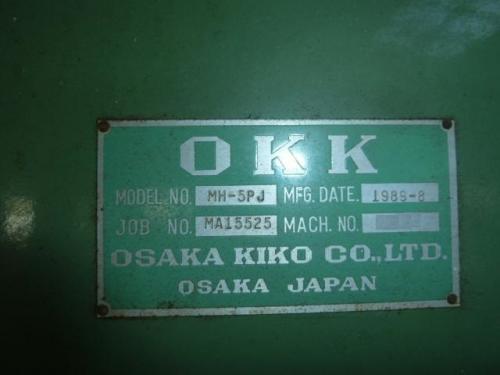 OKK
MODEL NO. MH-5PJ MFG. DATE. 1989-8
JOB NO. MA15525 MACH. NO.
OSAKA KIKO CO.,LTD.
OSAKA JAPAN